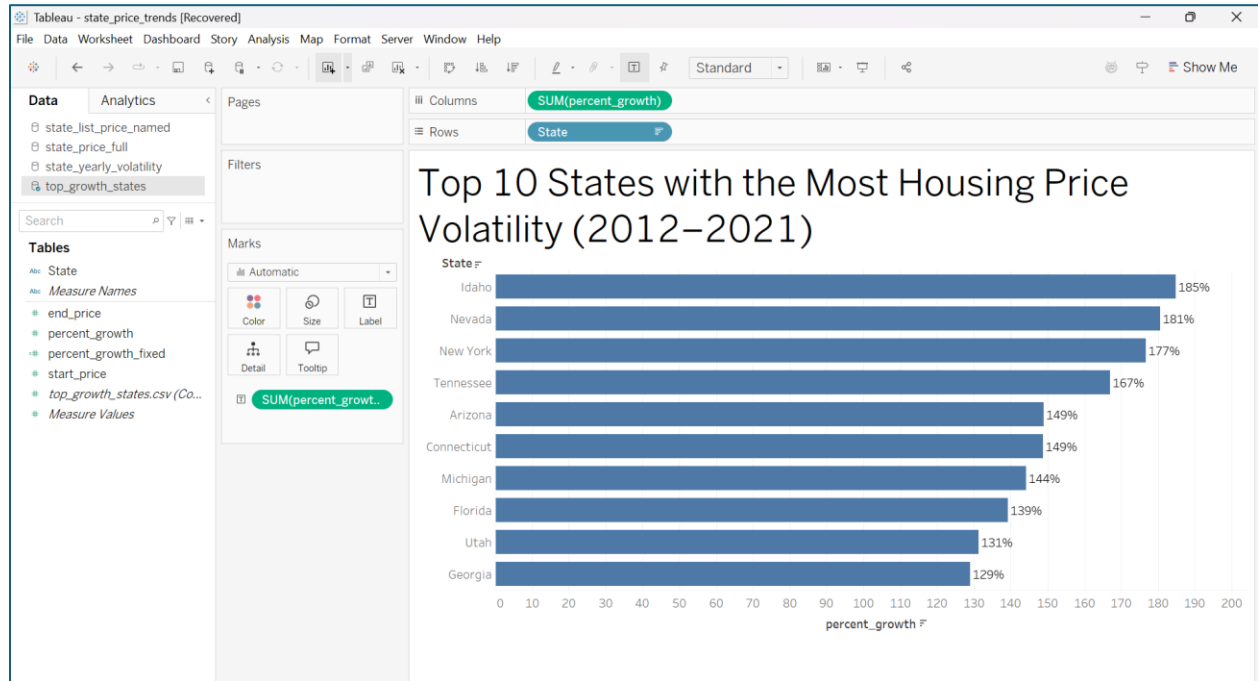 Tableau - state_price_trends [Recovered]
File Data Worksheet Dashboard Story Analysis Map Format Server Window Help
Standard
Show Me
Data Analytics
state_list_price_named
state_price_full
state_yearly_volatility
top_growth_states
Search
Tables
Abc State
Abc Measure Names
# end_price
# percent_growth
=# percent_growth_fixed
# start_price
# top_growth_states.csv (Co...
# Measure Values
Pages
Filters
Marks
Automatic
Color Size Label
Detail Tooltip
SUM(percent_growt..
Columns SUM(percent_growth)
Rows State
Top 10 States with the Most Housing Price
Volatility (2012–2021)
State
Idaho 185%
Nevada 181%
New York 177%
Tennessee 167%
Arizona 149%
Connecticut 149%
Michigan 144%
Florida 139%
Utah 131%
Georgia 129%
0 10 20 30 40 50 60 70 80 90 100 110 120 130 140 150 160 170 180 190 200
percent_growth